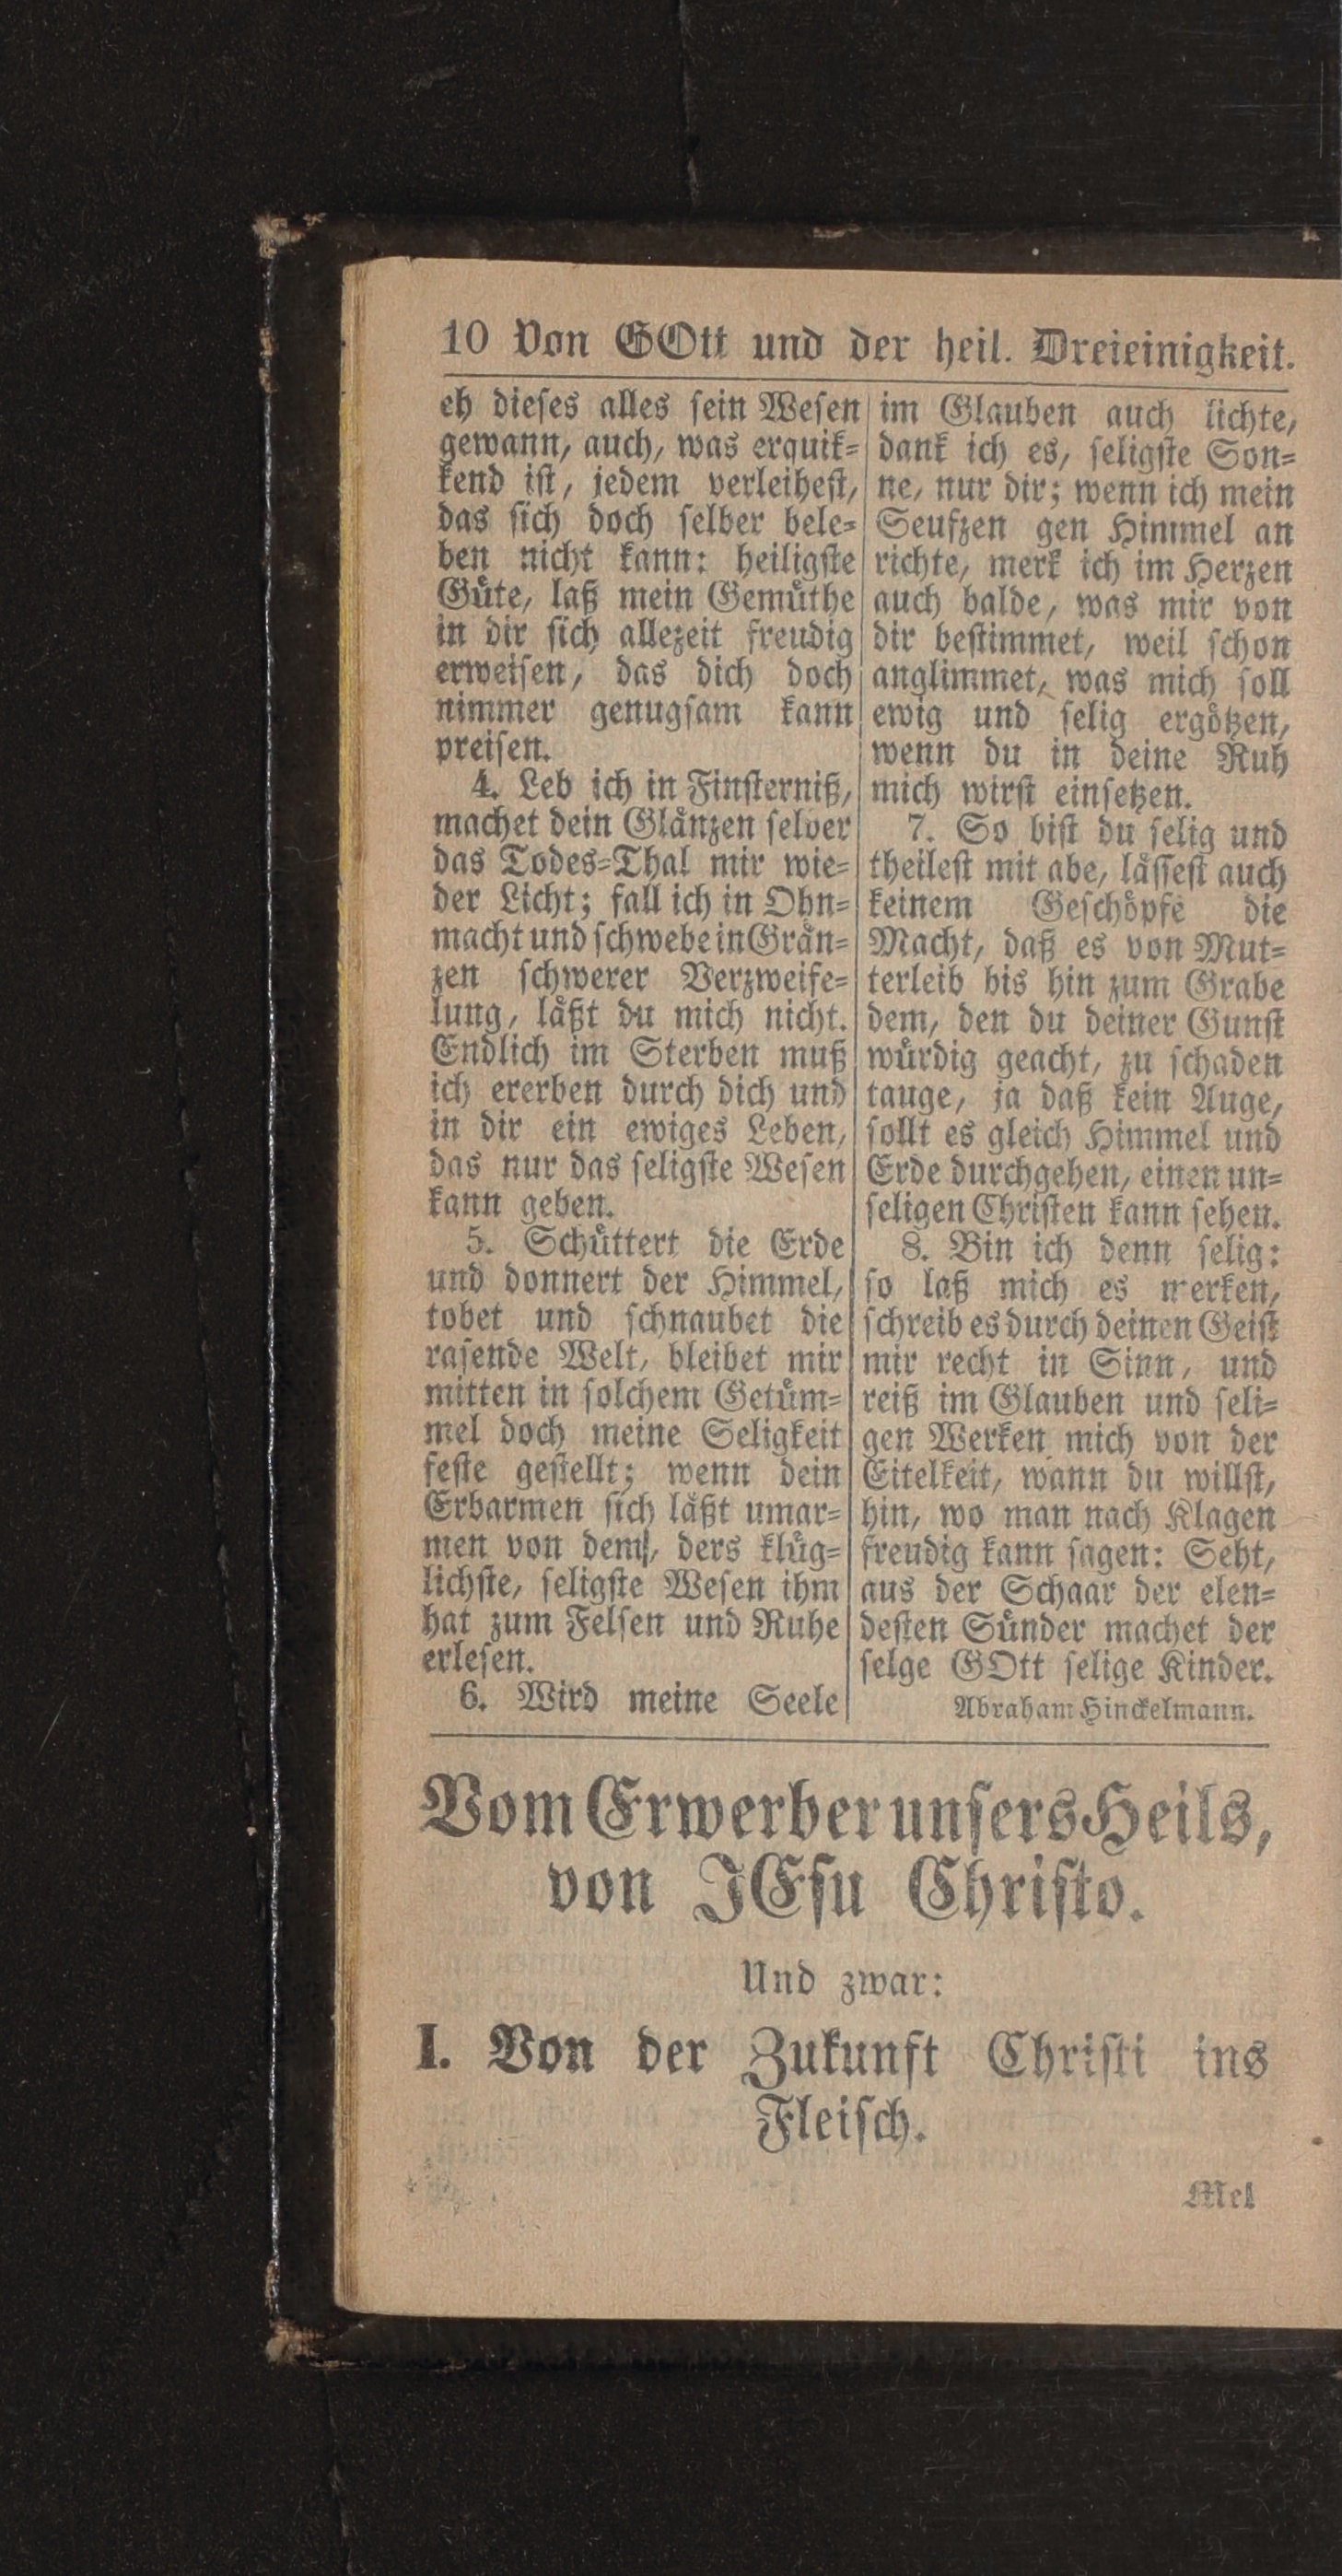 10 Von GOtt und der heil. Dreieinigkeit.
eh dieses alles sein Wesen
gewann, auch, was erquik-
kend ist, jedem verleihest,
das sich doch selber bele-
ben nicht kann: heiligste
Güte, laß mein Gemüthe
in dir sich allezeit freudig
erweisen, das dich doch
nimmer genugsam kann
preisen.
4. Leb ich in Finsterniß,
machet dein Glänzen selber
das Todes-Thal mir wie-
der Licht; fall ich in Ohn-
macht und schwebe in Grän-
zen schwerer Verzweife-
lung, läßt du mich nicht.
Endlich im Sterben muß
ich ererben durch dich und
in dir ein ewiges Leben,
das nur das seligste Wesen
kann geben.
5. Schüttert die Erde
und donnert der Himmel,
tobet und schnaubet die
rasende Welt, bleibet mir
mitten in solchem Getüm-
mel doch meine Seligkeit
feste gestellt; wenn dein
Erbarmen sich läßt umar-
men von dem, ders klüg-
lichste, seligste Wesen ihm
hat zum Felsen und Ruhe
erlesen.
6. Wird meine Seele
im Glauben auch lichte,
dank ich es, seligste Son-
ne, nur dir; wenn ich mein
Seufzen gen Himmel an
richte, merk ich im Herzen
auch balde, was mir von
dir bestimmet, weil schon
anglimmet, was mich soll
ewig und selig ergötzen,
wenn du in deine Ruh
mich wirst einsetzen.
7. So bist du selig und
theilest mit abe, lässest auch
keinem Geschöpfe die
Macht, daß es von Mut-
terleib bis hin zum Grabe
dem, den du deiner Gunst
würdig geacht, zu schaden
tauge, ja daß kein Auge,
sollt es gleich Himmel und
Erde durchgehen, einen un-
seligen Christen kann sehen.
8. Bin ich denn selig:
so laß mich es merken,
schreib es durch deinen Geist
mir recht in Sinn, und
reiß im Glauben und seli-
gen Werken mich von der
Eitelkeit, wann du willst,
hin, wo man nach Klagen
freudig kann sagen: Seht,
aus der Schaar der elen-
desten Sünder machet der
selge GOtt selige Kinder.
Abraham Hinckelmann.
Vom Erwerber unsers Heils,
von JEsu Christo.
Und zwar:
I. Von der Zukunft Christi ins
Fleisch.
Mel